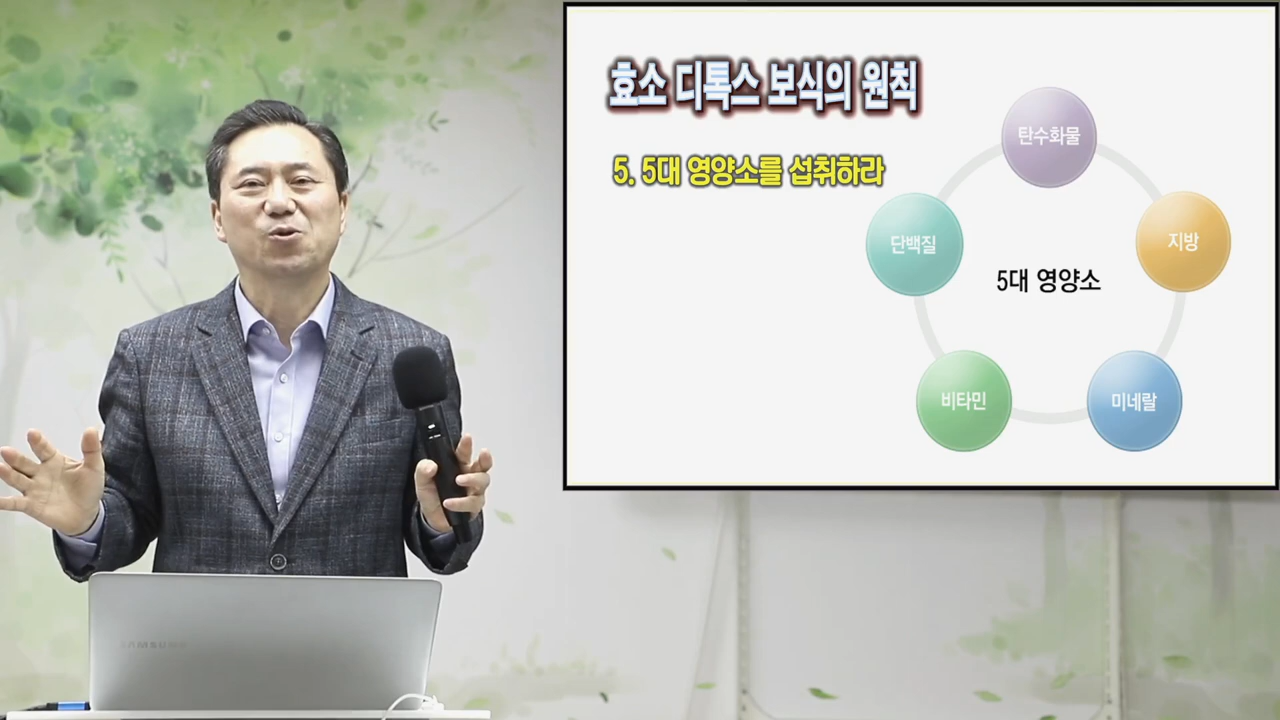 효소 디톡스 보식의 원칙
5. 5대 영양소를 섭취하라
탄수화물
단백질
지방
5대 영양소
비타민
미네랄
SAMSUNG